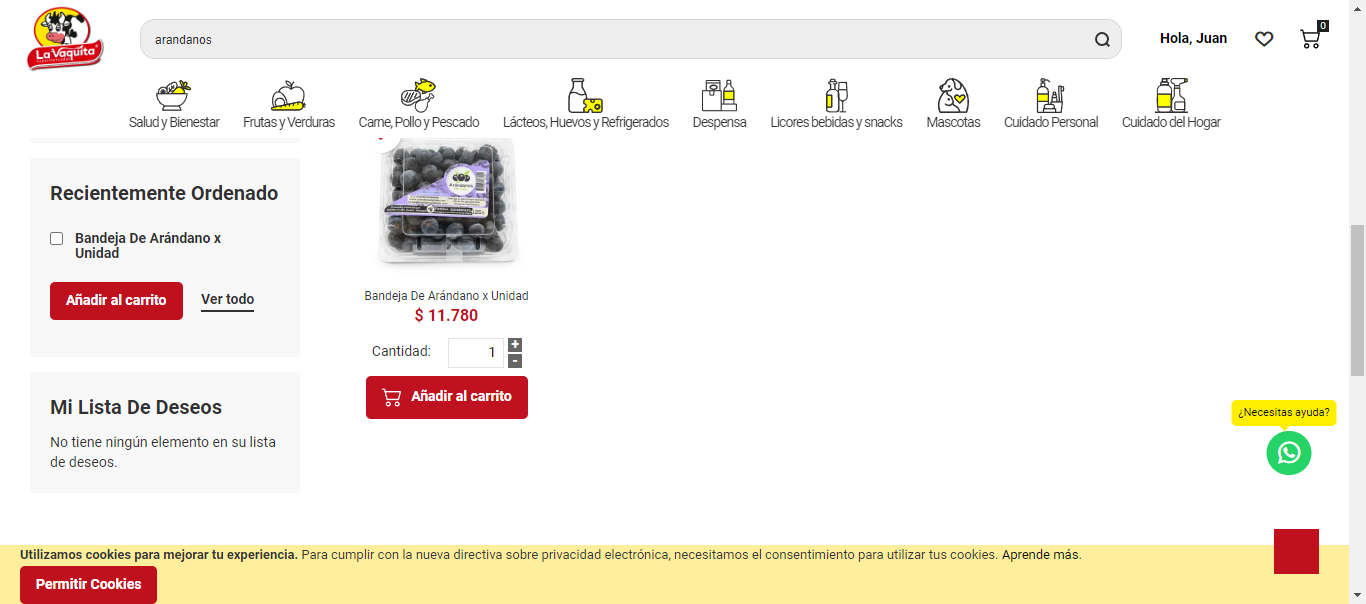 La Vaquita
arandanos
Hola, Juan
0
Salud y Bienestar
Frutas y Verduras
Carne, Pollo y Pescado
Lácteos, Huevos y Refrigerados
Despensa
Licores bebidas y snacks
Mascotas
Cuidado Personal
Cuidado del Hogar
Recientemente Ordenado
Bandeja De Arándano x
Unidad
Añadir al carrito
Ver todo
Mi Lista De Deseos
No tiene ningún elemento en su lista
de deseos.
Arándanos
Bandeja De Arándano x Unidad
$ 11.780
Cantidad:
1
+
-
Añadir al carrito
¿Necesitas ayuda?
Utilizamos cookies para mejorar tu experiencia. Para cumplir con la nueva directiva sobre privacidad electrónica, necesitamos el consentimiento para utilizar tus cookies. Aprende más.
Permitir Cookies